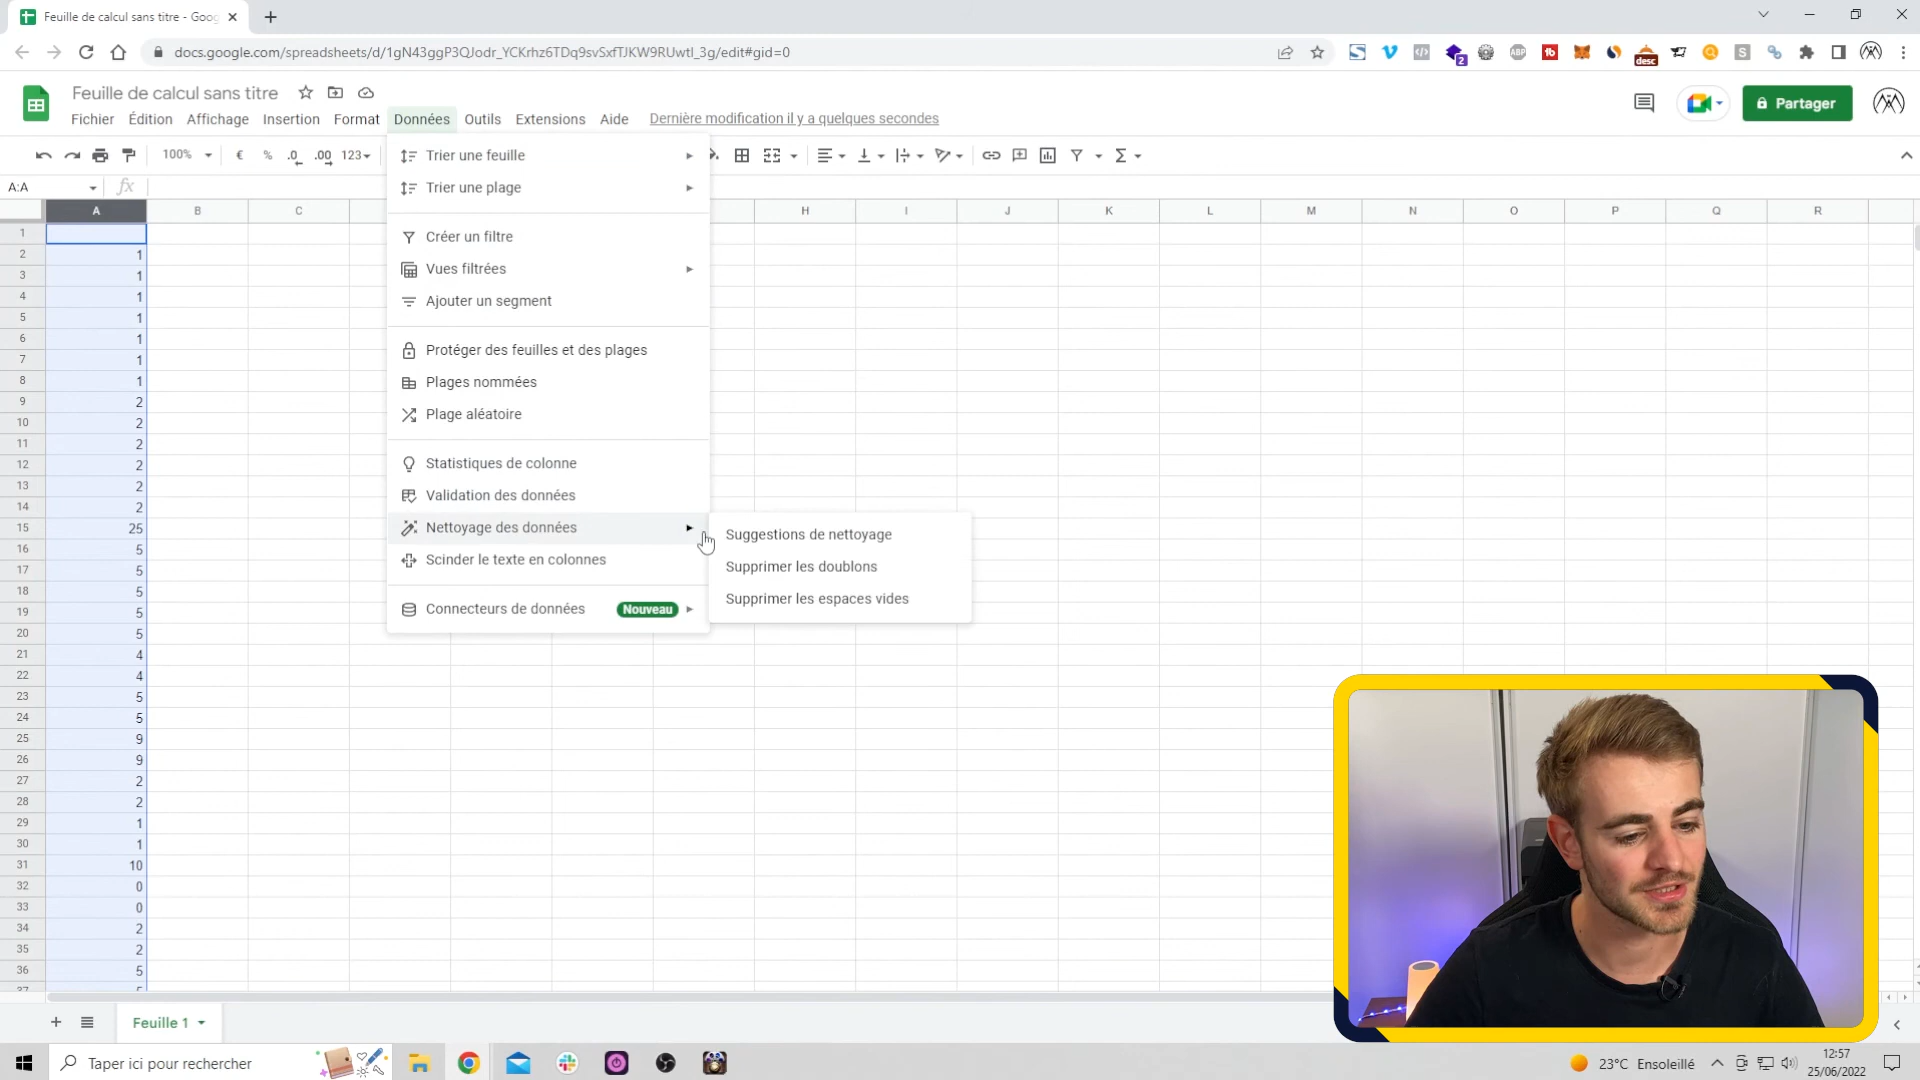 Feuille de calcul sans titre - Goog
docs.google.com/spreadsheets/d/1gN43ggP3QJodr_YCKrhz6TDq9svSxfTJKW9RUwtI_3g/edit#gid=0
2
ABP
desc
S
Feuille de calcul sans titre
Partager
Fichier Édition Affichage Insertion Format Données Outils Extensions Aide Dernière modification il y a quelques secondes
100% € % .0 .00 123
A:A fx
A B C H I J K L M N O P Q R
1
2 1
3 1
4 1
5 1
6 1
7 1
8 1
9 2
10 2
11 2
12 2
13 2
14 2
15 25
16 5
17 5
18 5
19 5
20 5
21 4
22 4
23 5
24 5
25 9
26 9
27 2
28 2
29 1
30 1
31 10
32 0
33 0
34 2
35 2
36 5
Trier une feuille
Trier une plage
Créer un filtre
Vues filtrées
Ajouter un segment
Protéger des feuilles et des plages
Plages nommées
Plage aléatoire
Statistiques de colonne
Validation des données
Nettoyage des données
Scinder le texte en colonnes
Connecteurs de données Nouveau
Suggestions de nettoyage
Supprimer les doublons
Supprimer les espaces vides
Feuille 1
Taper ici pour rechercher
23°C Ensoleillé
12:57
25/06/2022